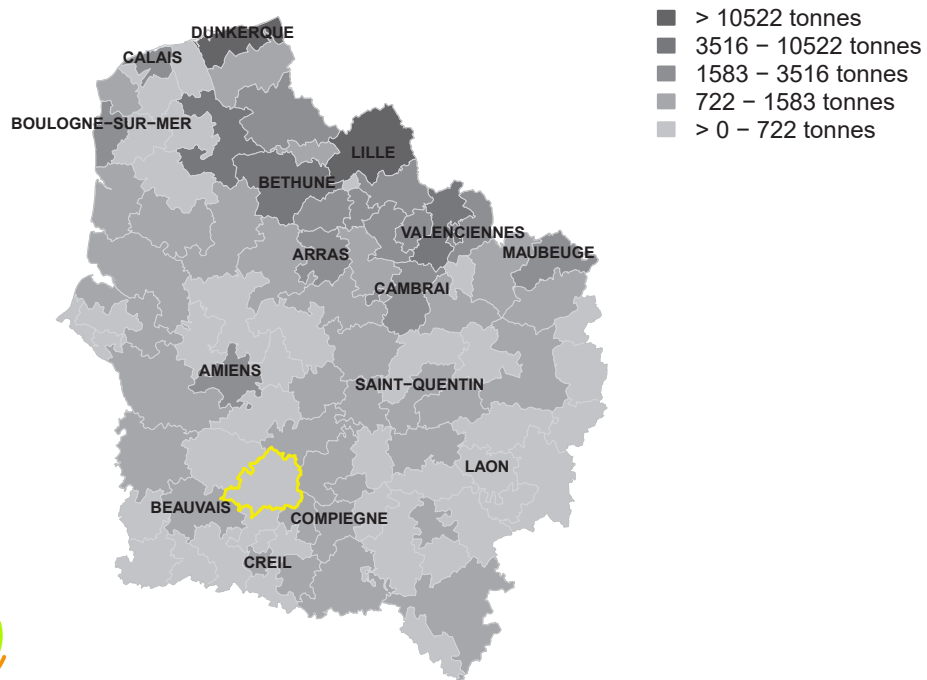 DUNKERQUE
CALAIS
BOULOGNE−SUR−MER
LILLE
BETHUNE
VALENCIENNES
ARRAS
MAUBEUGE
CAMBRAI
AMIENS
SAINT−QUENTIN
LAON
BEAUVAIS
COMPIEGNE
CREIL
> 10522 tonnes
3516 − 10522 tonnes
1583 − 3516 tonnes
722 − 1583 tonnes
> 0 − 722 tonnes